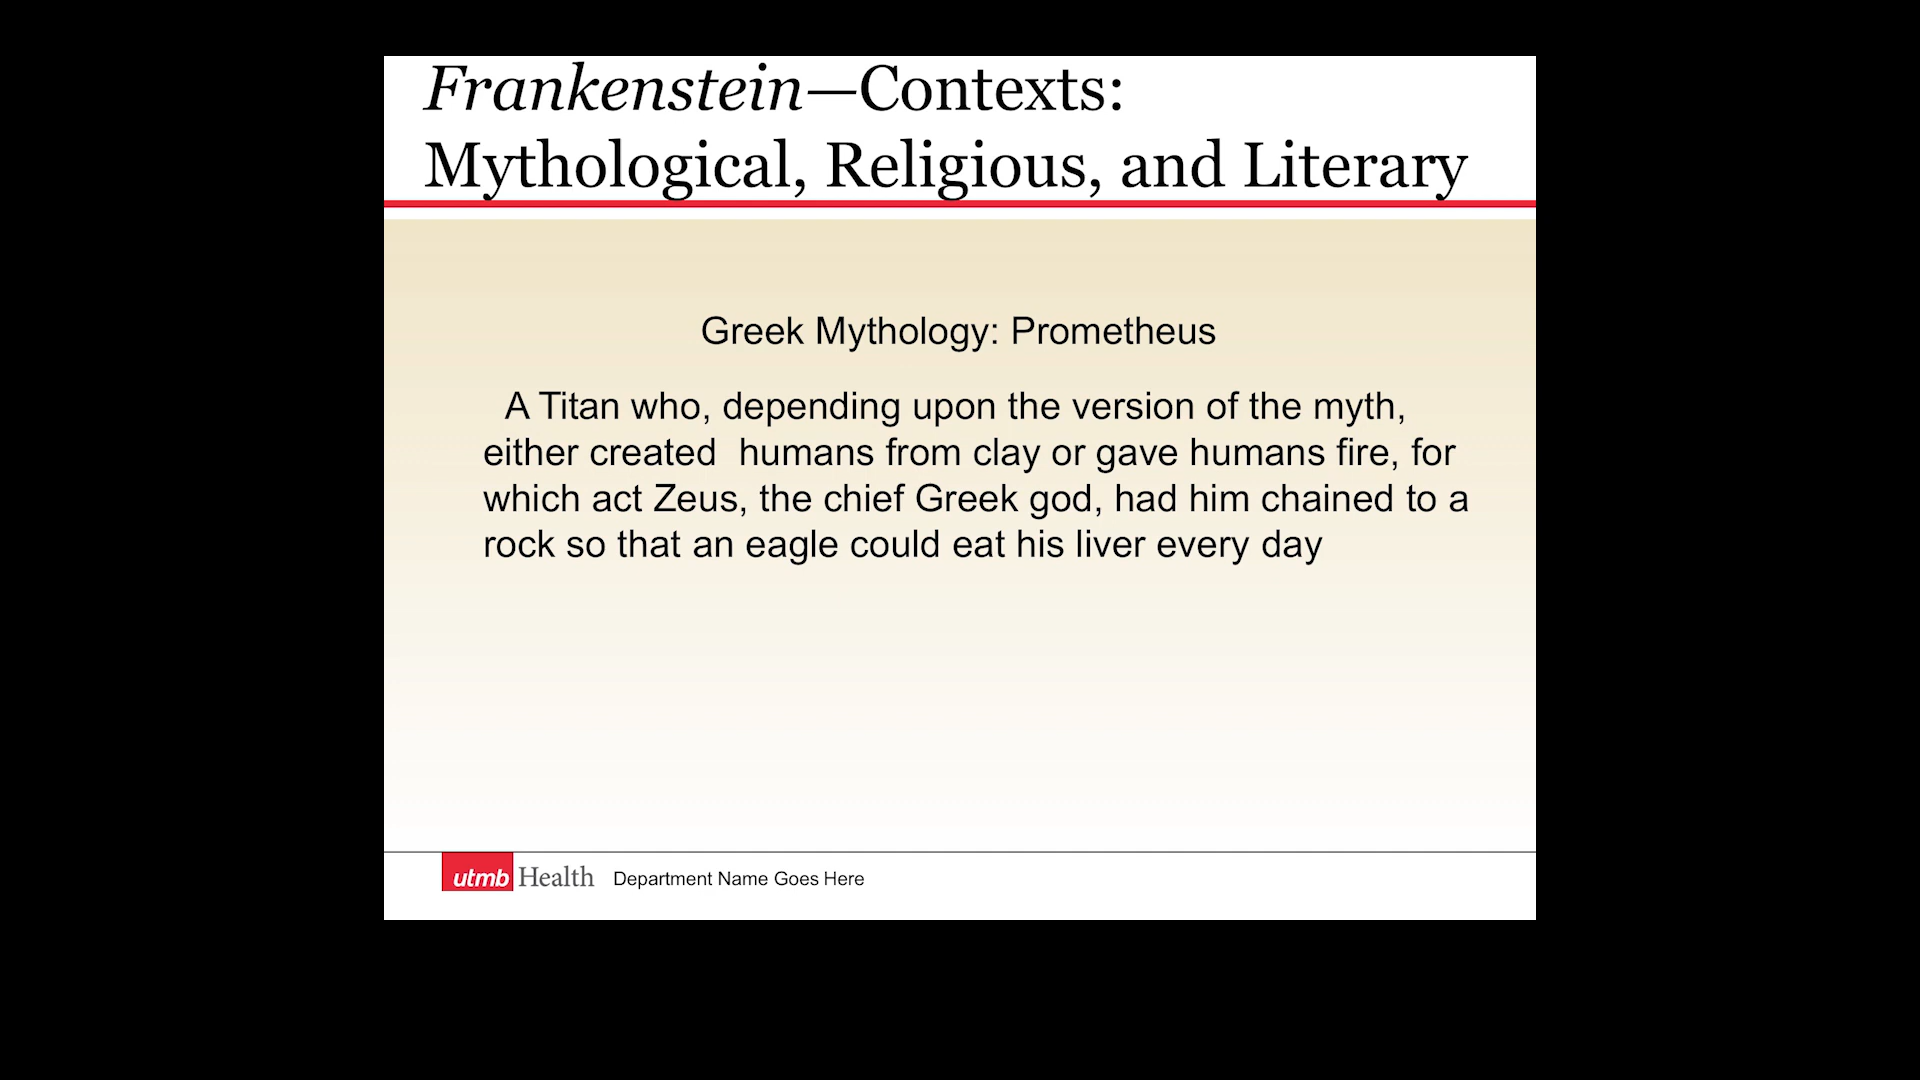 Frankenstein—Contexts:
Mythological, Religious, and Literary
Greek Mythology: Prometheus
A Titan who, depending upon the version of the myth,
either created  humans from clay or gave humans fire, for
which act Zeus, the chief Greek god, had him chained to a
rock so that an eagle could eat his liver every day
utmb Health Department Name Goes Here